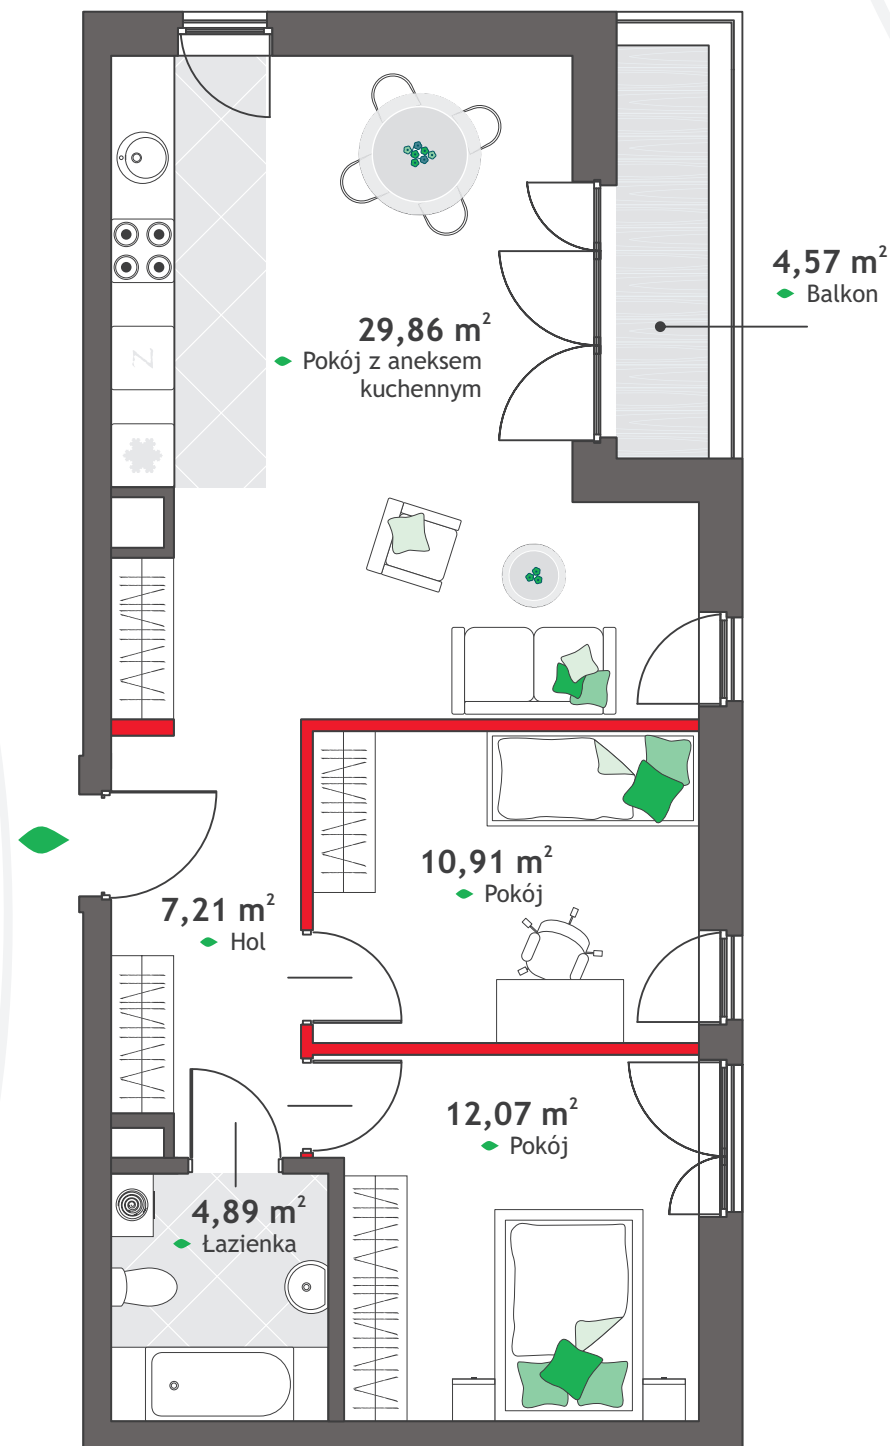 4,57 m²
Balkon
29,86 m²
Pokój z aneksem
kuchennym
Z
10,91 m²
Pokój
7,21 m²
Hol
12,07 m²
Pokój
4,89 m²
Łazienka